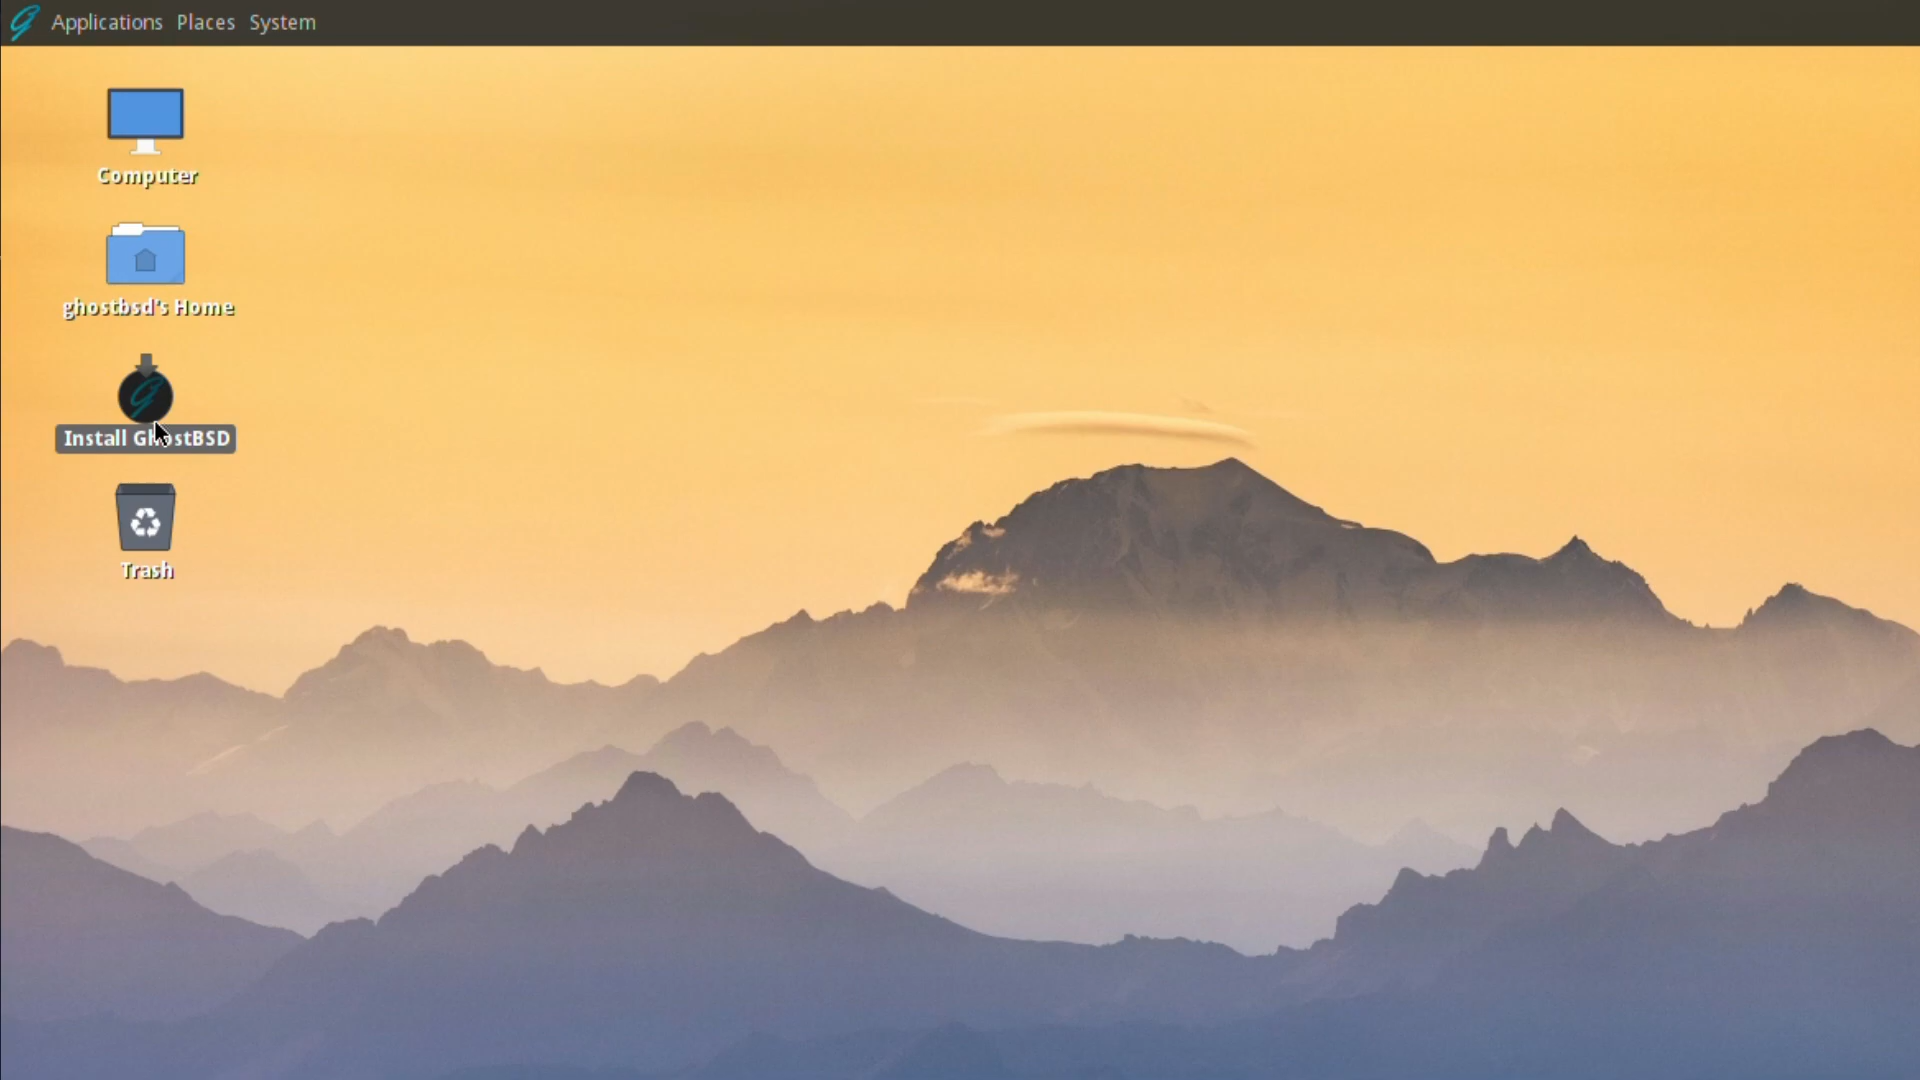 Applications Places System
Computer
ghostbsd's Home
Install GhostBSD
Trash